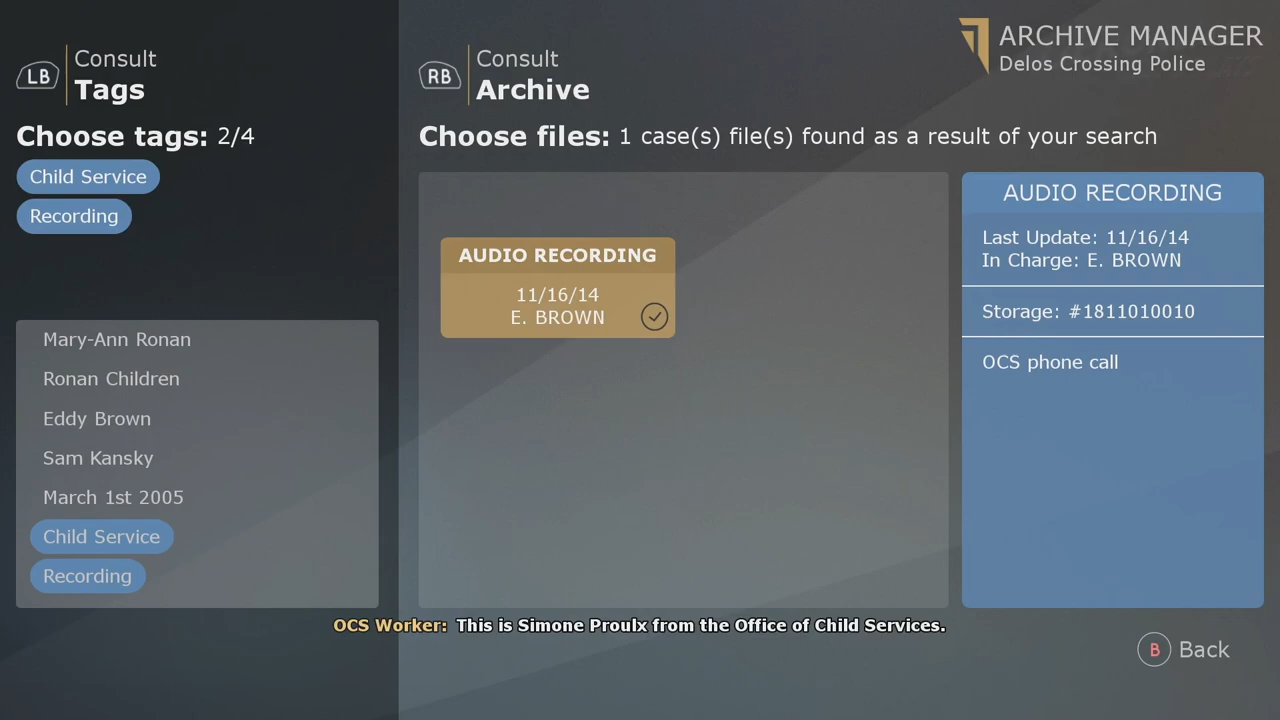 LB
Consult
Tags
Choose tags: 2/4
Child Service
Recording
Mary-Ann Ronan
Ronan Children
Eddy Brown
Sam Kansky
March 1st 2005
Child Service
Recording
RB
Consult
Archive
Choose files: 1 case(s) file(s) found as a result of your search
AUDIO RECORDING
11/16/14
E. BROWN
ARCHIVE MANAGER
Delos Crossing Police
AUDIO RECORDING
Last Update: 11/16/14
In Charge: E. BROWN
Storage: #1811010010
OCS phone call
OCS Worker: This is Simone Proulx from the Office of Child Services.
B Back